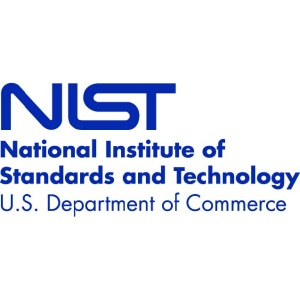 NIST
National Institute of
Standards and Technology
U.S. Department of Commerce